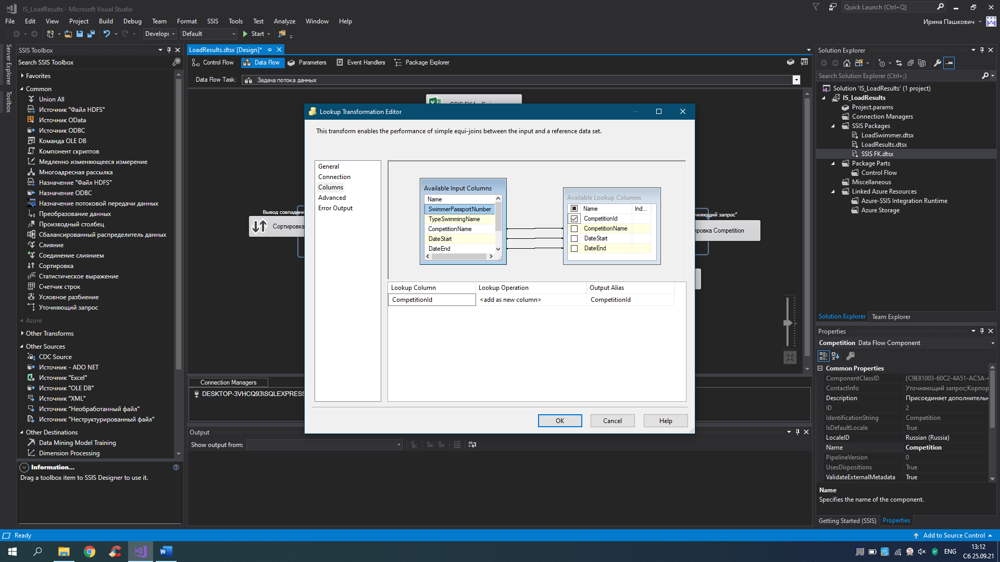 IS_LoadResults - Microsoft Visual Studio
Quick Launch (Ctrl+Q)
File Edit View Project Build Debug Team Format SSIS Tools Test Analyze Window Help
Ирина Пашкович
Develop Default Start
Server Explorer
Toolbox
SSIS Toolbox
Search SSIS Toolbox
Favorites
Common
Union All
Источник "Файл HDFS"
Источник OData
Источник ODBC
Команда OLE DB
Компонент скриптов
Медленно изменяющееся измерение
Многоадресная рассылка
Назначение "Файл HDFS"
Назначение ODBC
Назначение потоковой передачи данных
Преобразование данных
Производный столбец
Сбалансированный распределитель данных
Слияние
Соединение слиянием
Сортировка
Статистическое выражение
Счетчик строк
Условное разбиение
Уточняющий запрос
Azure
Other Transforms
Other Sources
CDC Source
Источник - ADO NET
Источник "Excel"
Источник "OLE DB"
Источник "XML"
Источник "Необработанный файл"
Источник "Неструктурированный файл"
Other Destinations
Data Mining Model Training
Dimension Processing
Information...
Drag a toolbox item to SSIS Designer to use it.
LoadResults.dtsx [Design]*
Control Flow Data Flow Parameters Event Handlers Package Explorer
Data Flow Task: Задача потока данных
Вывод совпадени
Сортировка
няющий запрос"
ировка Competition
Lookup Transformation Editor
This transform enables the performance of simple equi-joins between the input and a reference data set.
General
Connection
Columns
Advanced
Error Output
Available Input Columns
Name
SwimmerPassportNumber
TypeSwimmingName
CompetitionName
DateStart
DateEnd
Available Lookup Columns
Name Ind...
CompetitionId
CompetitionName
DateStart
DateEnd
Lookup Column Lookup Operation Output Alias
CompetitionId <add as new column> CompetitionId
OK Cancel Help
Connection Managers
DESKTOP-3VHCQ93\SQLEXPRESS
Output
Show output from:
Solution Explorer
Search Solution Explorer (Ctrl+;)
Solution 'IS_LoadResults' (1 project)
IS_LoadResults
Project.params
Connection Managers
SSIS Packages
LoadSwimmer.dtsx
LoadResults.dtsx
SSIS FK.dtsx
Package Parts
Control Flow
Miscellaneous
Linked Azure Resources
Azure-SSIS Integration Runtime
Azure Storage
Solution Explorer Team Explorer
Properties
Competition Data Flow Component
Common Properties
ComponentClassID {C9E81003-60C2-4A51-AC5A-4
ContactInfo Уточняющий запрос;Корпор
Description Присоединяет дополнительн
ID 2
IdentificationString Competition
IsDefaultLocale True
LocaleID Russian (Russia)
Name Competition
PipelineVersion 0
UsesDispositions True
ValidateExternalMetadata True
Name
Specifies the name of the component.
Getting Started (SSIS) Properties
Ready
Add to Source Control
ENG
13:12
Сб 25.09.21